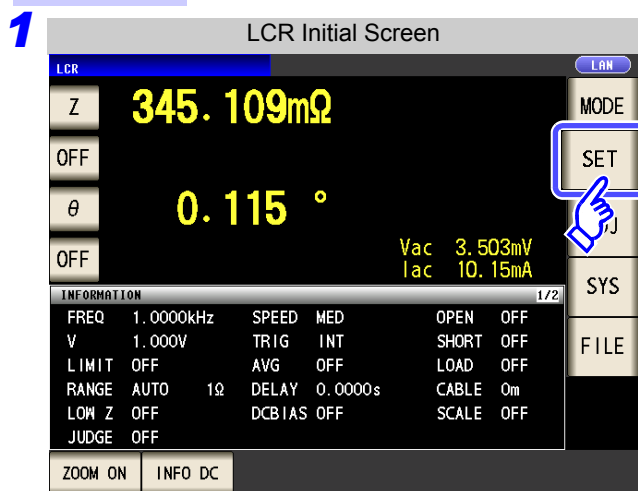 1
LCR Initial Screen
LCR
LAN
Z
345.109mΩ
MODE
OFF
SET
θ
0.115 °
J
OFF
Vac 3.503mV
Iac 10.15mA
SYS
INFORMATION 1/2
FREQ 1.0000kHz SPEED MED OPEN OFF
V 1.000V TRIG INT SHORT OFF
FILE
LIMIT OFF AVG OFF LOAD OFF
RANGE AUTO 1Ω DELAY 0.0000s CABLE 0m
LOW Z OFF DCBIAS OFF SCALE OFF
JUDGE OFF
ZOOM ON INFO DC